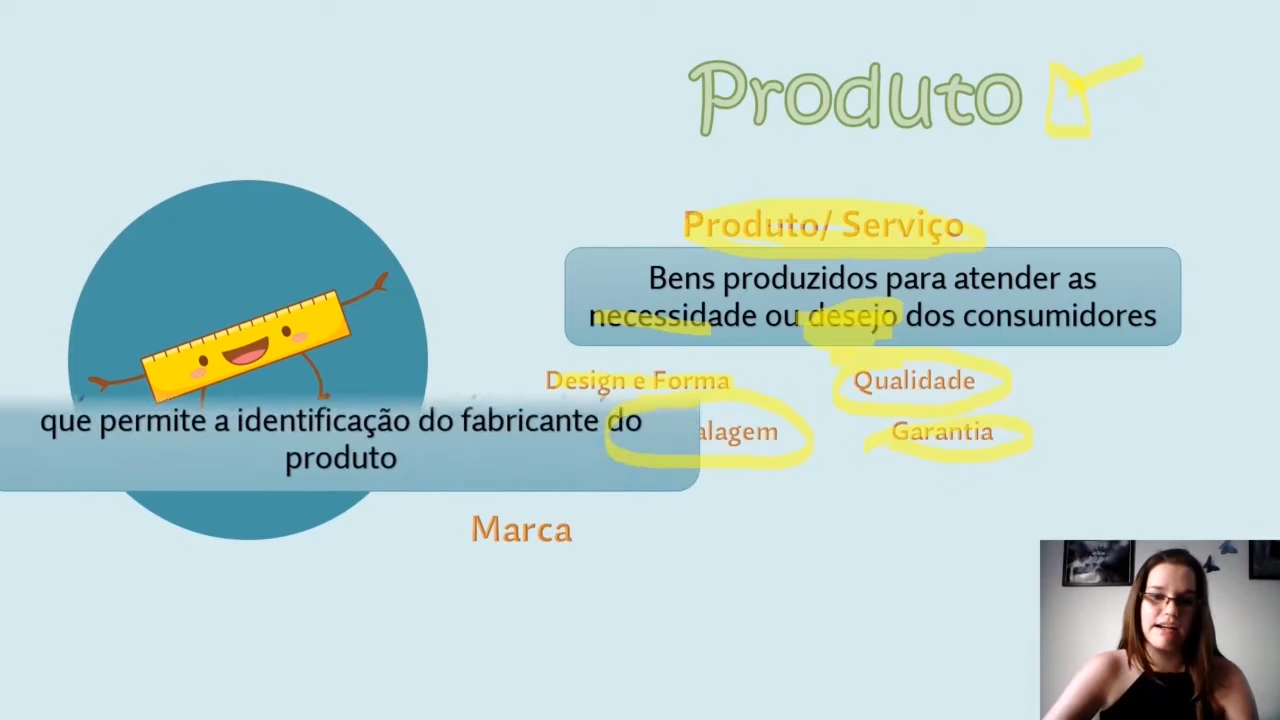 Produto
Produto/ Serviço
Bens produzidos para atender as
necessidade ou desejo dos consumidores
Design e Forma
Qualidade
alagem
Garantia
que permite a identificação do fabricante do
produto
Marca